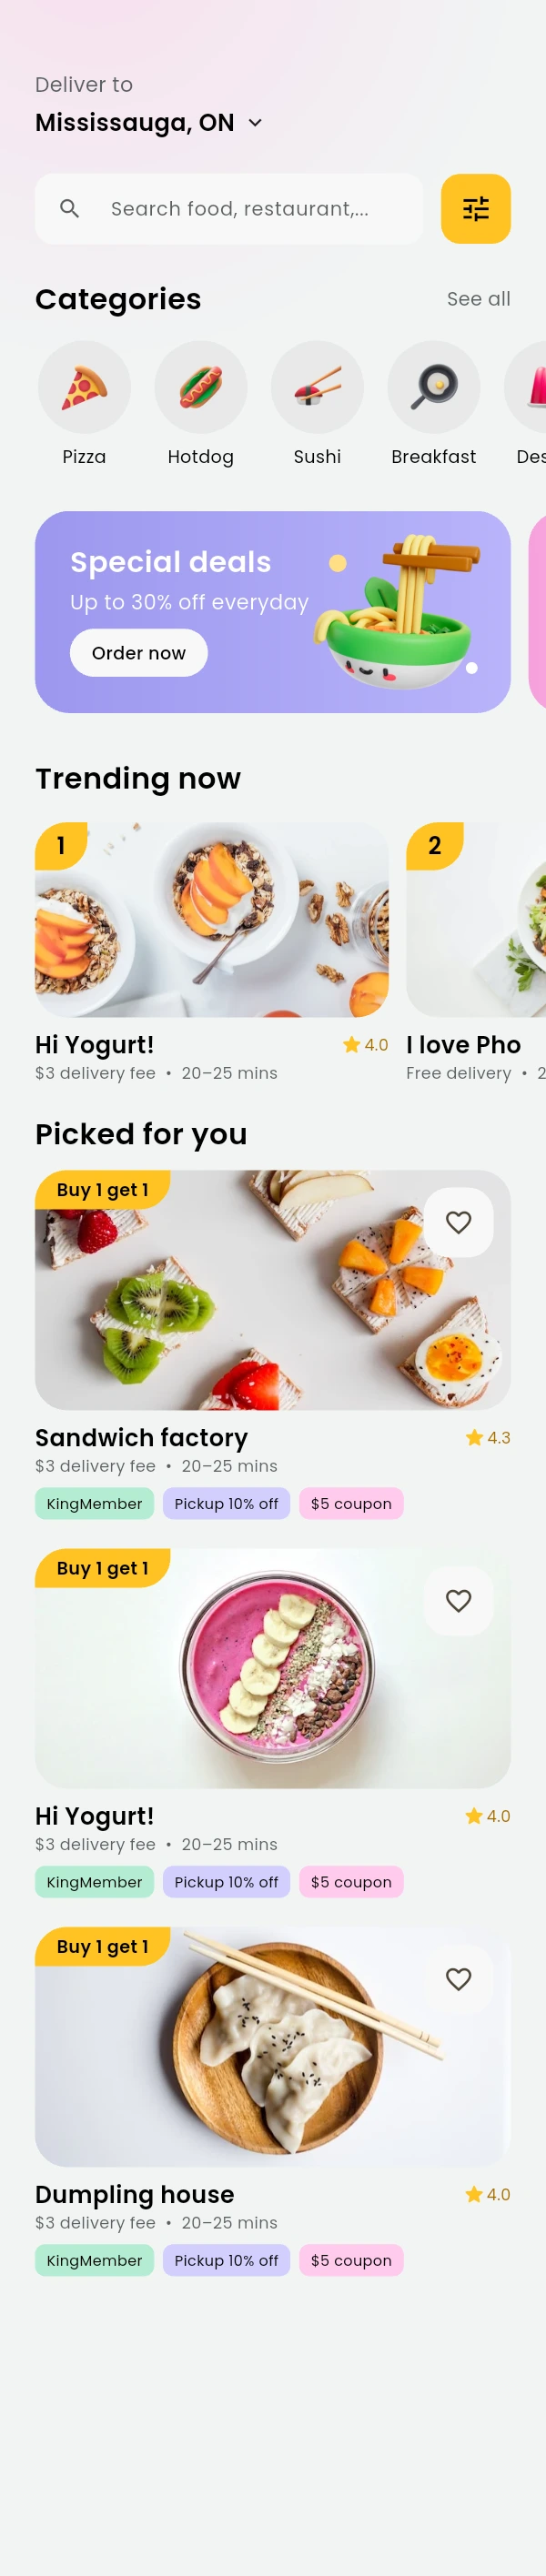 Deliver to
Mississauga, ON
Search food, restaurant,...
Categories
See all
Pizza
Hotdog
Sushi
Breakfast
Des
Special deals
Up to 30% off everyday
Order now
Trending now
1
2
Hi Yogurt!
4.0
I love Pho
$3 delivery fee • 20–25 mins
Free delivery • 2
Picked for you
Buy 1 get 1
Sandwich factory
4.3
$3 delivery fee • 20–25 mins
KingMember
Pickup 10% off
$5 coupon
Buy 1 get 1
Hi Yogurt!
4.0
$3 delivery fee • 20–25 mins
KingMember
Pickup 10% off
$5 coupon
Buy 1 get 1
Dumpling house
4.0
$3 delivery fee • 20–25 mins
KingMember
Pickup 10% off
$5 coupon